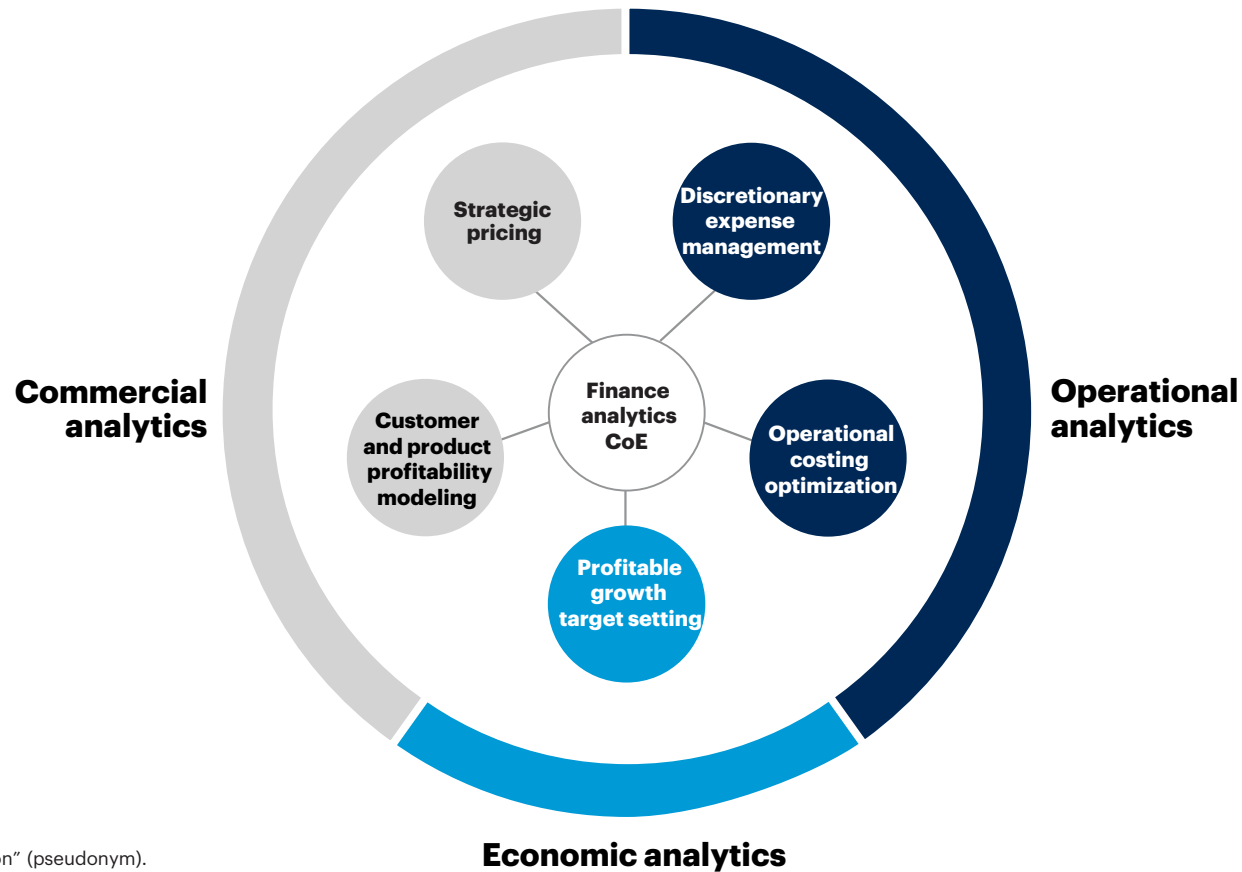 Strategic
pricing
Discretionary
expense
management
Commercial
analytics
Customer
and product
profitability
modeling
Finance
analytics
CoE
Operational
costing
optimization
Operational
analytics
Profitable
growth
target setting
Economic analytics
(pseudonym).